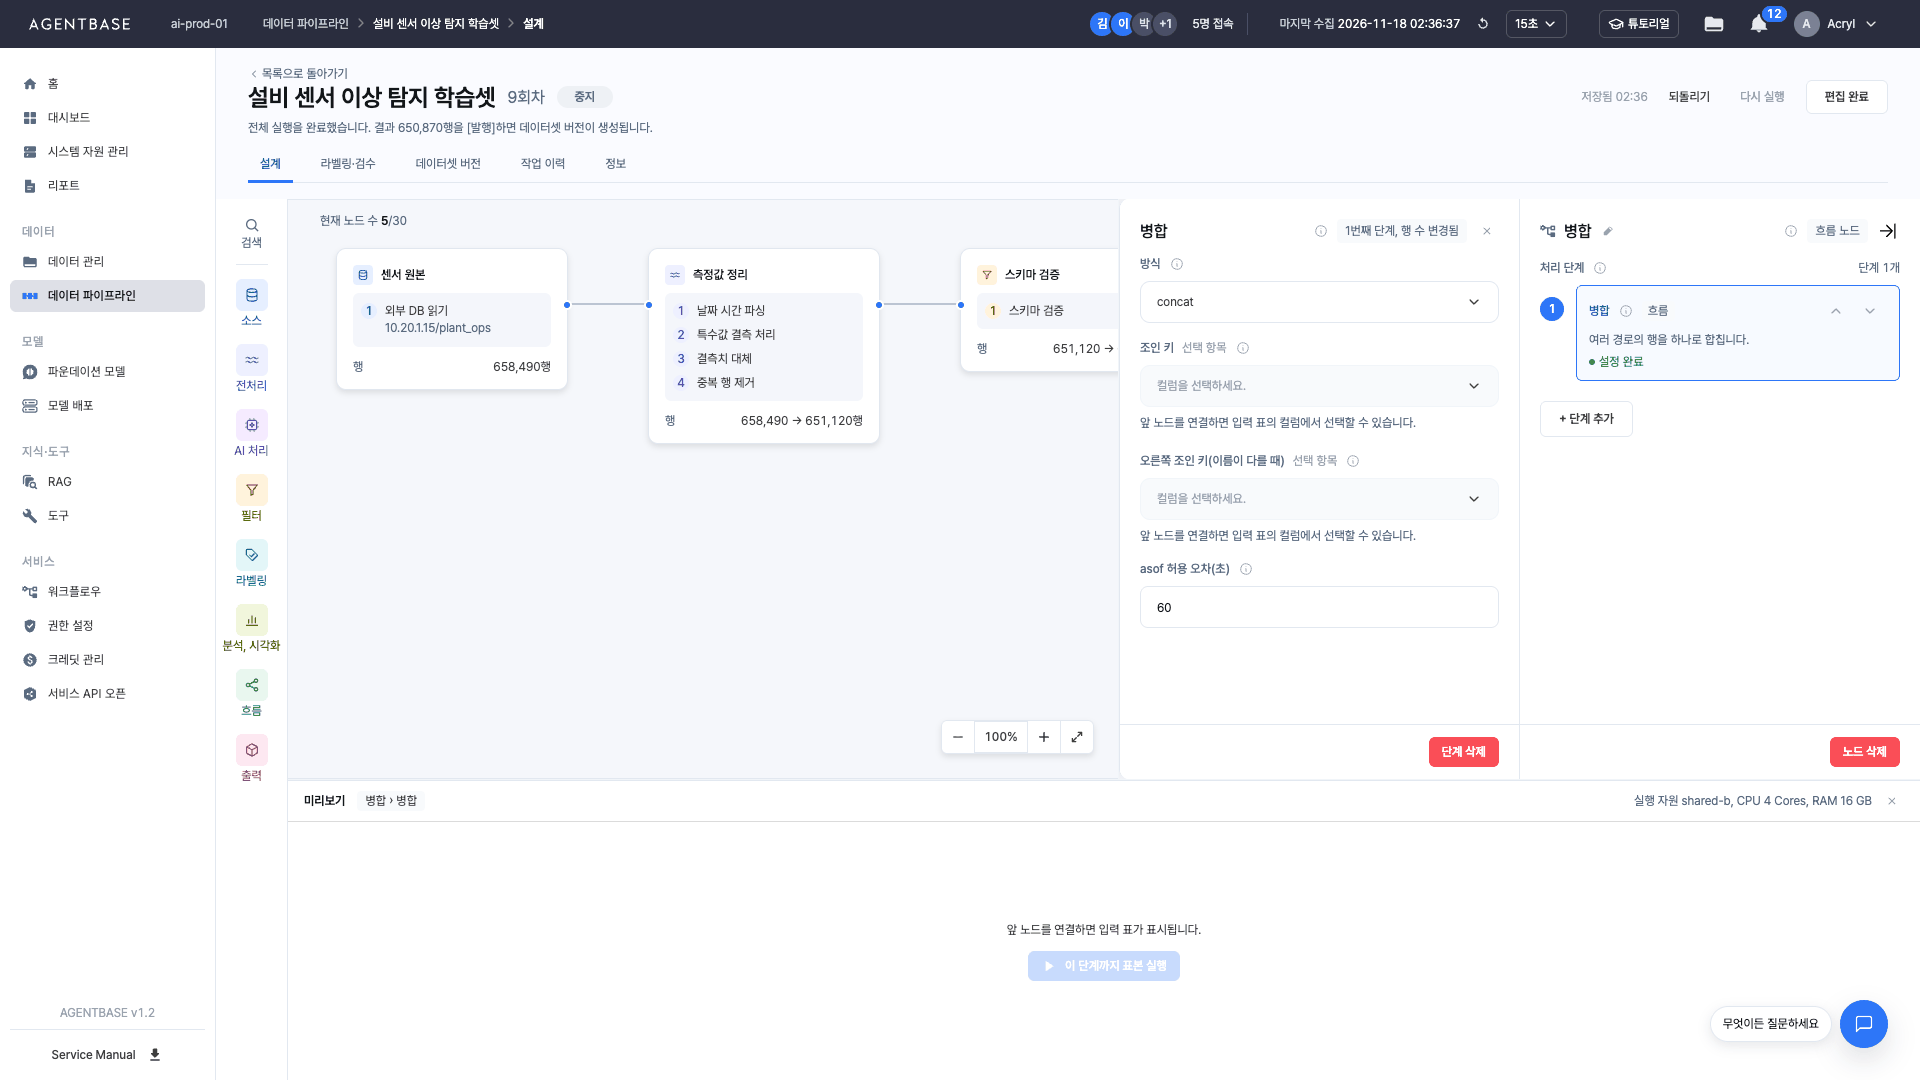 AGENTBASE
ai-prod-01
데이터 파이프라인 > 설비 센서 이상 탐지 학습셋 > 설계
김 이 박 +1 5명 접속
마지막 수집 2026-11-18 02:36:37
15초
튜토리얼
12
A Acryl
홈
대시보드
시스템 자원 관리
리포트
데이터
데이터 관리
데이터 파이프라인
모델
파운데이션 모델
모델 배포
지식·도구
RAG
도구
서비스
워크플로우
권한 설정
크레딧 관리
서비스 API 오픈
AGENTBASE v1.2
Service Manual
목록으로 돌아가기
설비 센서 이상 탐지 학습셋 9회차 중지
전체 실행을 완료했습니다. 결과 650,870행을 [발행]하면 데이터셋 버전이 생성됩니다.
저장됨 02:36 되돌리기 다시 실행 편집 완료
설계 라벨링·검수 데이터셋 버전 작업 이력 정보
검색
소스
전처리
AI 처리
필터
라벨링
분석, 시각화
흐름
출력
현재 노드 수 5/30
센서 원본
1 외부 DB 읽기
10.20.1.15/plant_ops
행 658,490행
측정값 정리
1 날짜 시간 파싱
2 특수값 결측 처리
3 결측치 대체
4 중복 행 제거
행 658,490 → 651,120행
스키마 검증
1 스키마 검증
행 651,120 →
100%
병합
1번째 단계, 행 수 변경됨
방식
concat
조인 키 선택 항목
컬럼을 선택하세요.
앞 노드를 연결하면 입력 표의 컬럼에서 선택할 수 있습니다.
오른쪽 조인 키(이름이 다를 때) 선택 항목
컬럼을 선택하세요.
앞 노드를 연결하면 입력 표의 컬럼에서 선택할 수 있습니다.
asof 허용 오차(초)
60
단계 삭제
병합
흐름 노드
처리 단계
단계 1개
1
병합 흐름
여러 경로의 행을 하나로 합칩니다.
설정 완료
+ 단계 추가
노드 삭제
미리보기 병합 › 병합
실행 자원 shared-b, CPU 4 Cores, RAM 16 GB
앞 노드를 연결하면 입력 표가 표시됩니다.
이 단계까지 표본 실행
무엇이든 질문하세요